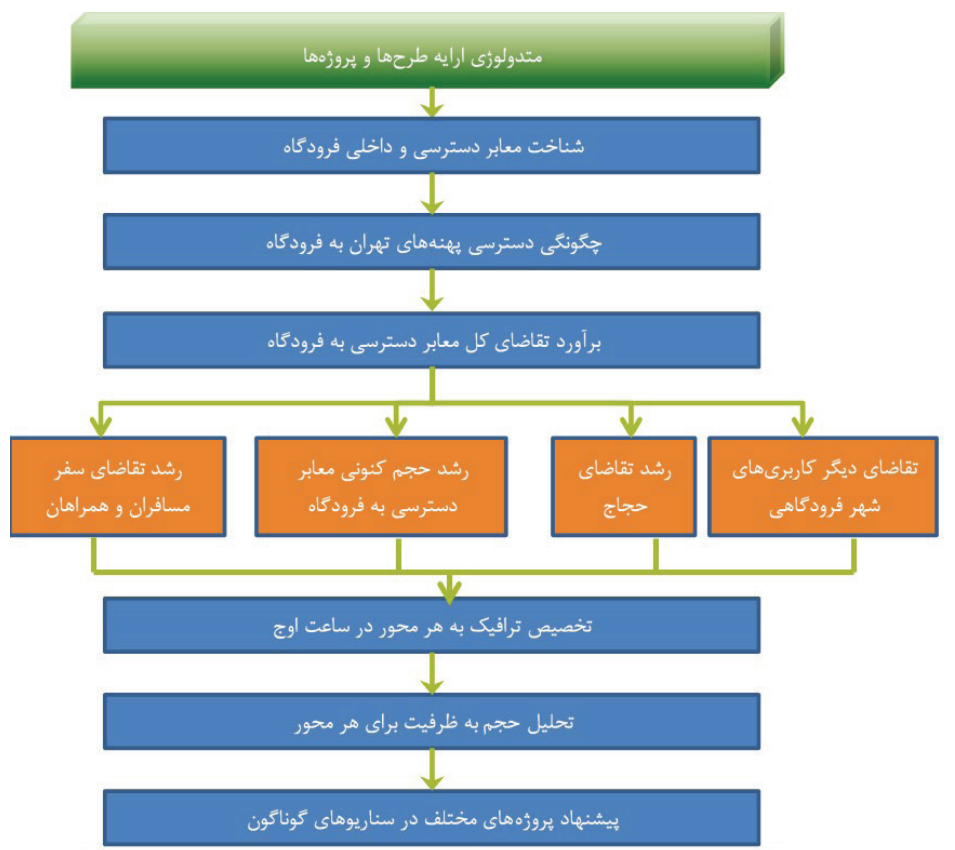 متدولوژی ارایه طرح‌ها و پروژه‌ها
شناخت معابر دسترسی و داخلی فرودگاه
چگونگی دسترسی پهنه‌های تهران به فرودگاه
برآورد تقاضای کل معابر دسترسی به فرودگاه
تقاضای دیگر کاربری‌های
شهر فرودگاهی
رشد تقاضای
حجاج
رشد حجم کنونی معابر
دسترسی به فرودگاه
رشد تقاضای سفر
مسافران و همراهان
تخصیص ترافیک به هر محور در ساعت اوج
تحلیل حجم به ظرفیت برای هر محور
پیشنهاد پروژه‌های مختلف در سناریوهای گوناگون